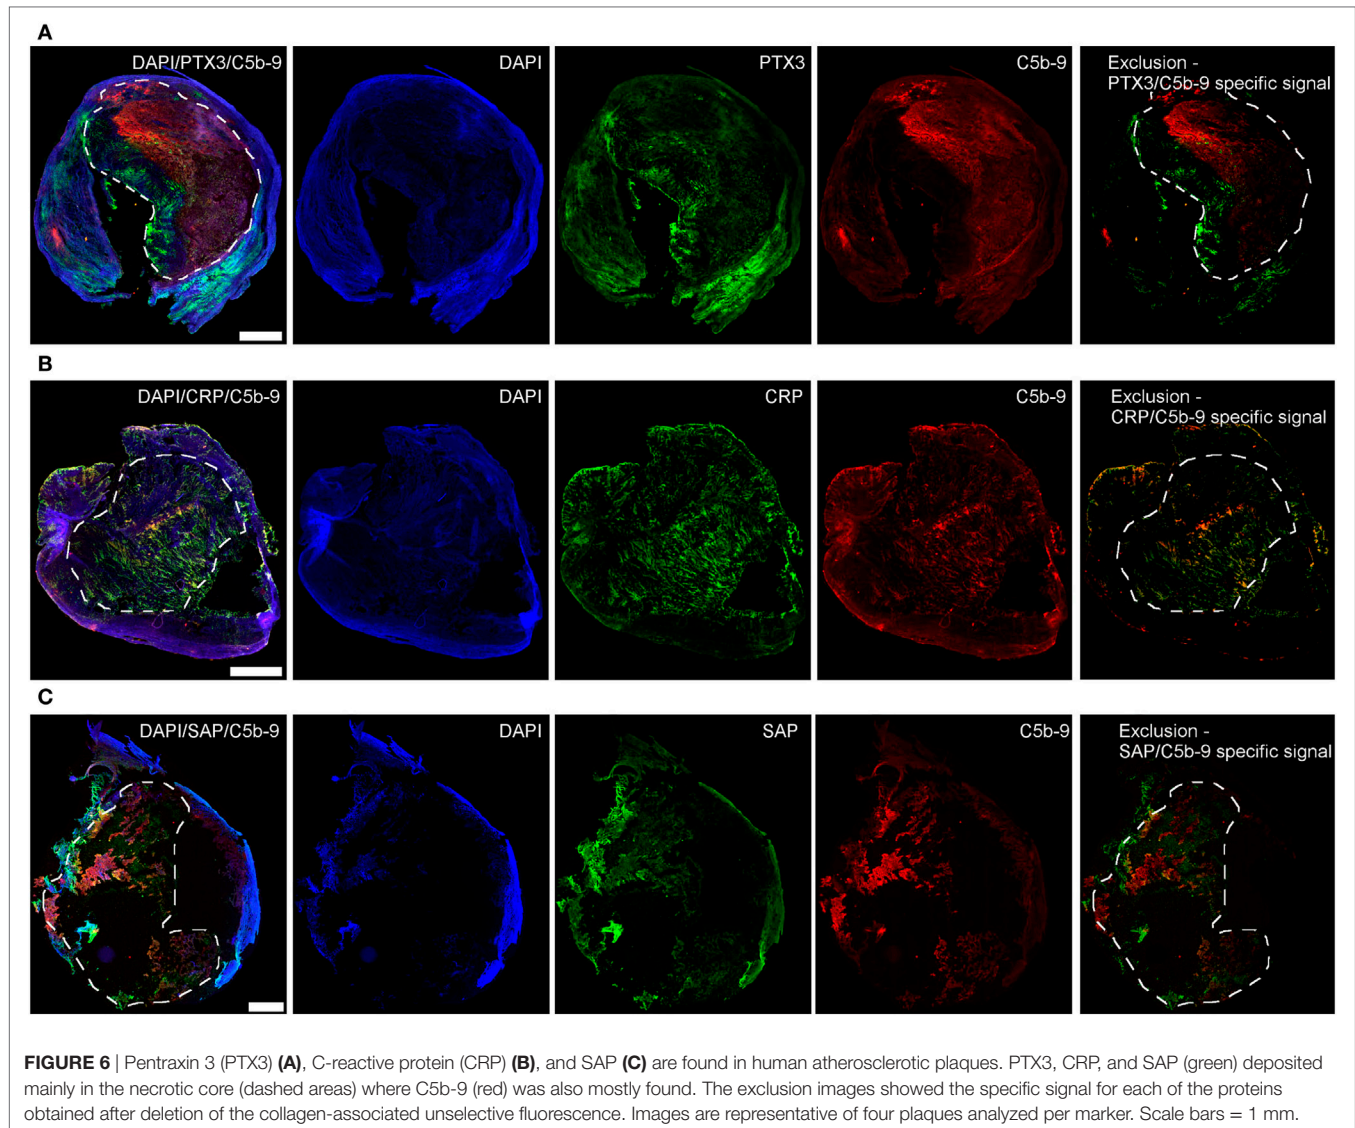 A
DAPI/PTX3/C5b-9
DAPI
PTX3
C5b-9
Exclusion -
PTX3/C5b-9 specific signal
B
DAPI/CRP/C5b-9
DAPI
CRP
C5b-9
Exclusion -
CRP/C5b-9 specific signal
C
DAPI/SAP/C5b-9
DAPI
SAP
C5b-9
Exclusion -
SAP/C5b-9 specific signal
FIGURE 6 | Pentraxin 3 (PTX3) (A), C-reactive protein (CRP) (B), and SAP (C) are found in human atherosclerotic plaques. PTX3, CRP, and SAP (green) deposited
mainly in the necrotic core (dashed areas) where C5b-9 (red) was also mostly found. The exclusion images showed the specific signal for each of the proteins
obtained after deletion of the collagen-associated unselective fluorescence. Images are representative of four plaques analyzed per marker. Scale bars = 1 mm.